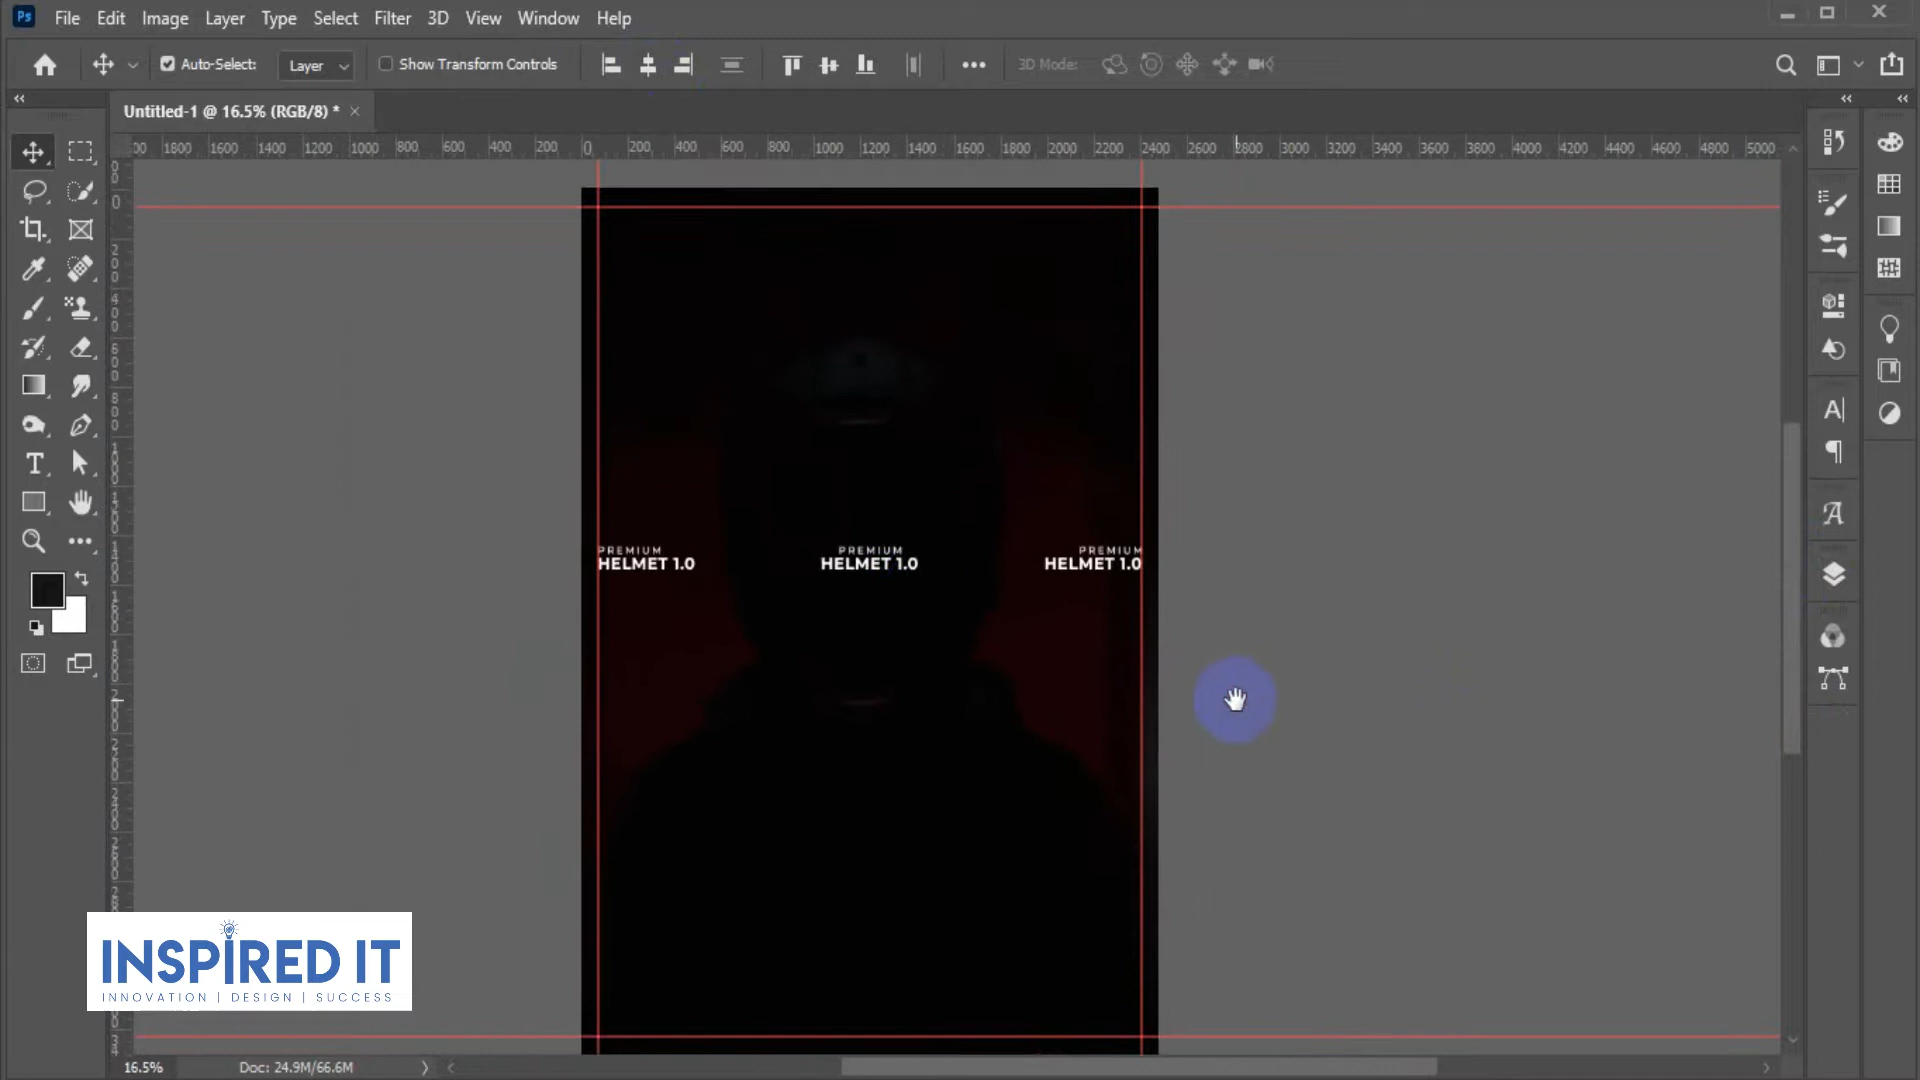 Ps File Edit Image Layer Type Select Filter 3D View Window Help
Auto-Select: Layer Show Transform Controls 3D Mode:
Untitled-1 @ 16.5% (RGB/8) *
00 1800 1600 1400 1200 1000 800 600 400 200 0 200 400 600 800 1000 1200 1400 1600 1800 2000 2200 2400 2600 2800 3000 3200 3400 3600 3800 4000 4200 4400 4600 4800 5000
PREMIUM PREMIUM PREMIUM
HELMET 1.0 HELMET 1.0 HELMET 1.0
INSPIRED IT
INNOVATION | DESIGN | SUCCESS
16.5% Doc: 24.9M/66.6M